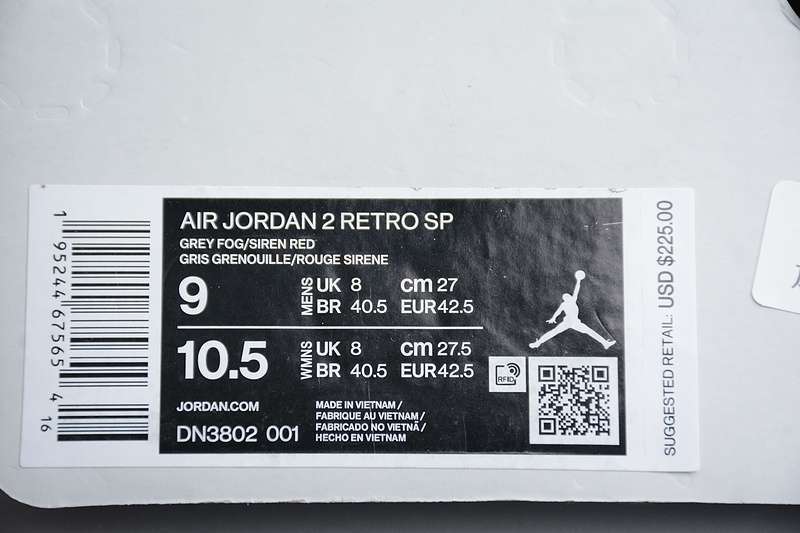 AIR JORDAN 2 RETRO SP
GREY FOG/SIREN RED
GRIS GRENOUILLE/ROUGE SIRENE
9
MENS
UK 8 cm 27
BR 40.5 EUR 42.5
10.5
WMNS
UK 8 cm 27.5
BR 40.5 EUR 42.5
RFID
JORDAN.COM
DN3802 001
MADE IN VIETNAM /
FABRIQUE AU VIETNAM /
FABRICADO NO VIETNÃ /
HECHO EN VIETNAM
1 95244 67565 4 16
SUGGESTED RETAIL: USD $225.00